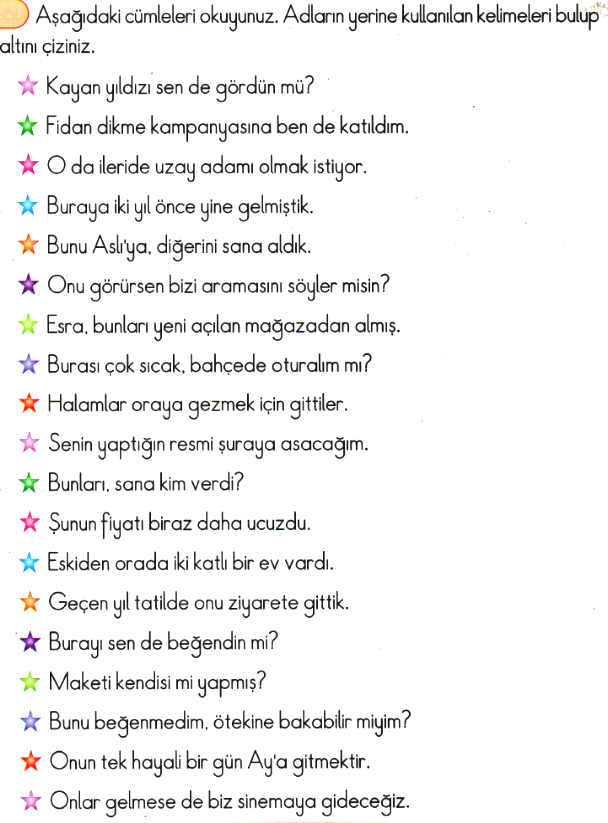 Aşağıdaki cümleleri okuyunuz. Adların yerine kullanılan kelimeleri bulup
altını çiziniz.
Kayan yıldızı sen de gördün mü?
Fidan dikme kampanyasına ben de katıldım.
O da ileride uzay adamı olmak istiyor.
Buraya iki yıl önce yine gelmiştik.
Bunu Aslı'ya, diğerini sana aldık.
Onu görürsen bizi aramasını söyler misin?
Esra, bunları yeni açılan mağazadan almış.
Burası çok sıcak, bahçede oturalım mı?
Halamlar oraya gezmek için gittiler.
Senin yaptığın resmi şuraya asacağım.
Bunları, sana kim verdi?
Şunun fiyatı biraz daha ucuzdu.
Eskiden orada iki katlı bir ev vardı.
Geçen yıl tatilde onu ziyarete gittik.
Burayı sen de beğendin mi?
Maketi kendisi mi yapmış?
Bunu beğenmedim, ötekine bakabilir miyim?
Onun tek hayali bir gün Ay'a gitmektir.
Onlar gelmese de biz sinemaya gideceğiz.